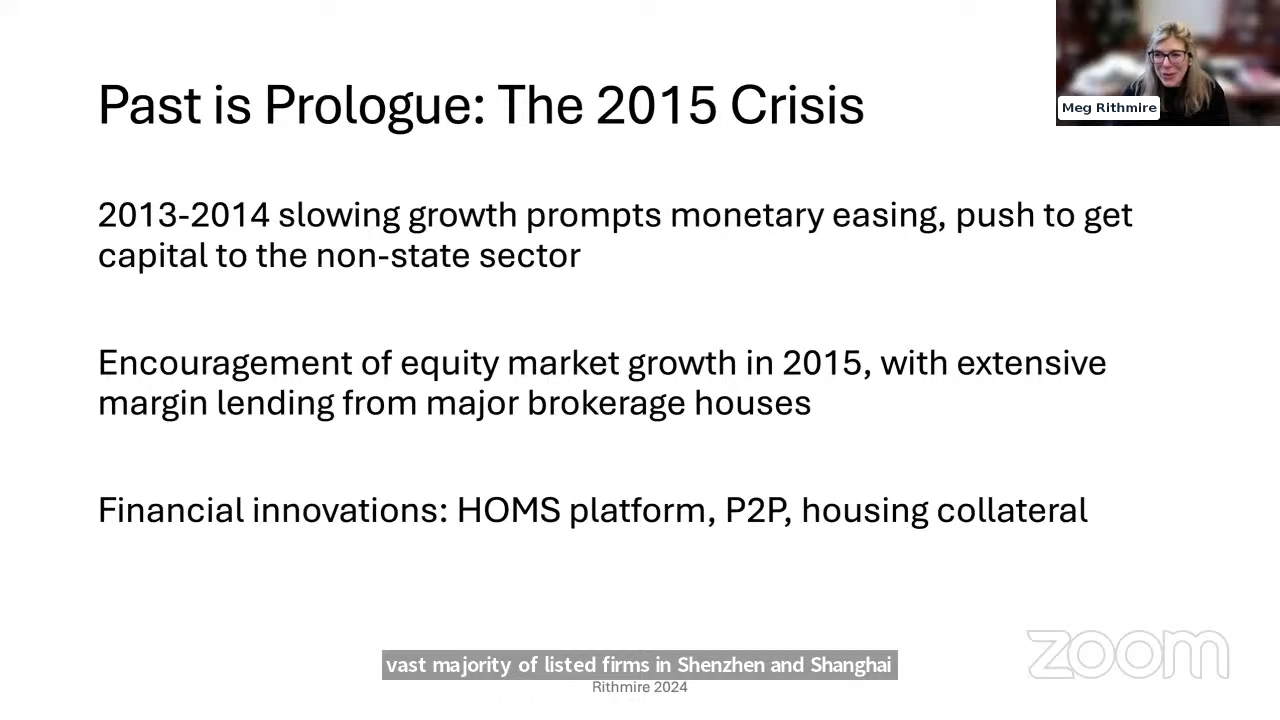 Past is Prologue: The 2015 Crisis
Meg Rithmire
2013-2014 slowing growth prompts monetary easing, push to get
capital to the non-state sector
Encouragement of equity market growth in 2015, with extensive
margin lending from major brokerage houses
Financial innovations: HOMS platform, P2P, housing collateral
vast majority of listed firms in Shenzhen and Shanghai
Rithmire 2024
zoom